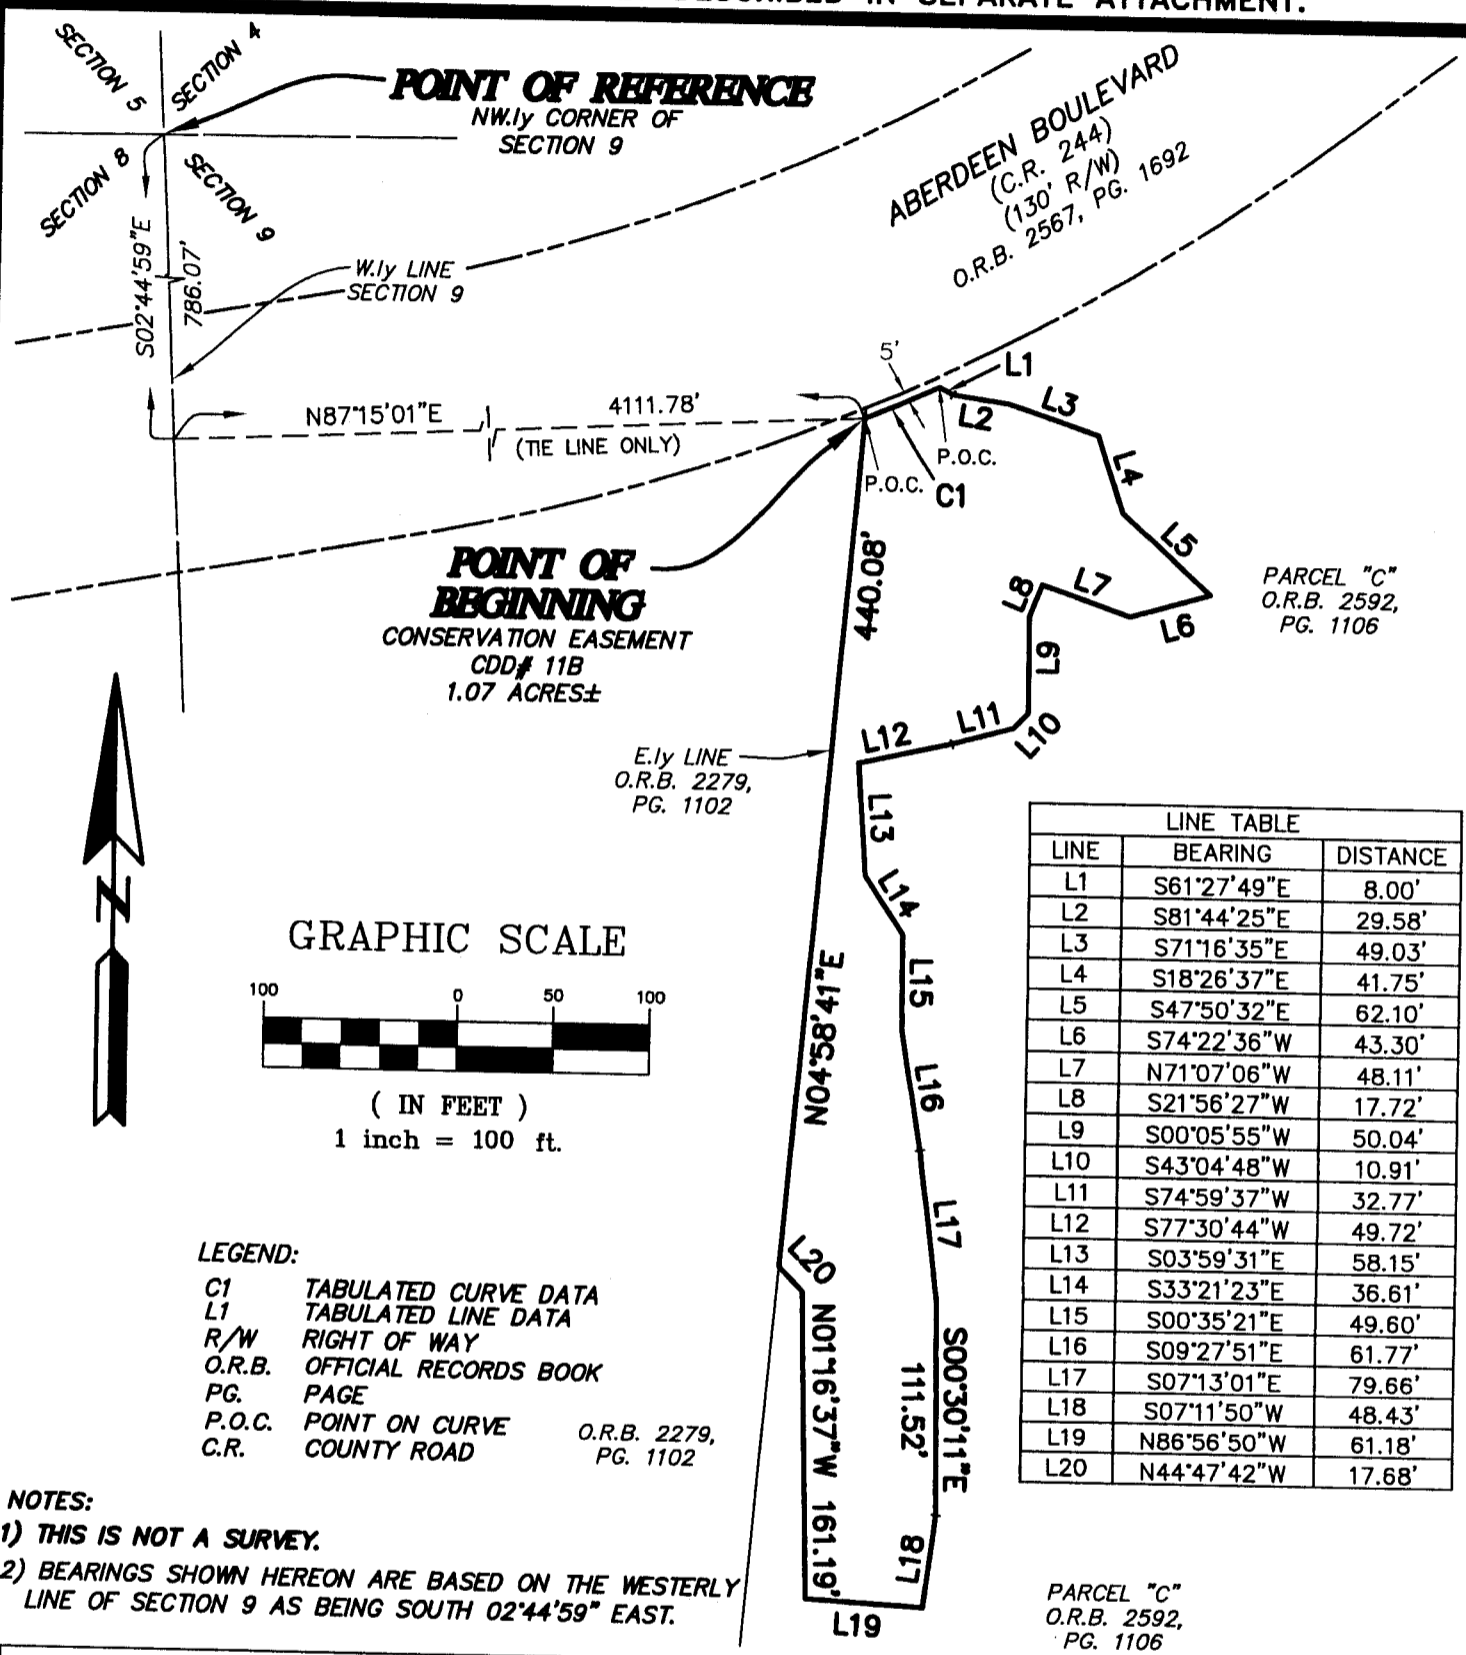 DESCRIBED IN SEPARATE ATTACHMENT.
SECTION 5
SECTION 4
SECTION 8
SECTION 9
POINT OF REFERENCE
NW.ly CORNER OF
SECTION 9
ABERDEEN BOULEVARD
(C.R. 244)
(130' R/W)
O.R.B. 2567, PG. 1692
S02°44'59"E
786.07'
W.ly LINE
SECTION 9
N87°15'01"E
4111.78'
(TIE LINE ONLY)
5'
L1
L2
L3
L4
L5
L6
L7
L8
L9
L10
L11
L12
L13
L14
L15
L16
L17
L20
P.O.C.
P.O.C.
C1
POINT OF
BEGINNING
CONSERVATION EASEMENT
CDD# 11B
1.07 ACRES±
440.08'
N04°58'41"E
PARCEL "C"
O.R.B. 2592,
PG. 1106
E.ly LINE
O.R.B. 2279,
PG. 1102
N
GRAPHIC SCALE
100 0 50 100
( IN FEET )
1 inch = 100 ft.
LINE TABLE
LINE BEARING DISTANCE
L1 S61°27'49"E 8.00'
L2 S81°44'25"E 29.58'
L3 S71°16'35"E 49.03'
L4 S18°26'37"E 41.75'
L5 S47°50'32"E 62.10'
L6 S74°22'36"W 43.30'
L7 N71°07'06"W 48.11'
L8 S21°56'27"W 17.72'
L9 S00°05'55"W 50.04'
L10 S43°04'48"W 10.91'
L11 S74°59'37"W 32.77'
L12 S77°30'44"W 49.72'
L13 S03°59'31"E 58.15'
L14 S33°21'23"E 36.61'
L15 S00°35'21"E 49.60'
L16 S09°27'51"E 61.77'
L17 S07°13'01"E 79.66'
L18 S07°11'50"W 48.43'
L19 N86°56'50"W 61.18'
L20 N44°47'42"W 17.68'
LEGEND:
C1 TABULATED CURVE DATA
L1 TABULATED LINE DATA
R/W RIGHT OF WAY
O.R.B. OFFICIAL RECORDS BOOK
PG. PAGE
P.O.C. POINT ON CURVE
C.R. COUNTY ROAD
O.R.B. 2279,
PG. 1102
N01°16'37"W 161.19'
S00°30'11"E
111.52'
L18
L19
NOTES:
1) THIS IS NOT A SURVEY.
2) BEARINGS SHOWN HEREON ARE BASED ON THE WESTERLY
LINE OF SECTION 9 AS BEING SOUTH 02°44'59" EAST.
PARCEL "C"
O.R.B. 2592,
PG. 1106